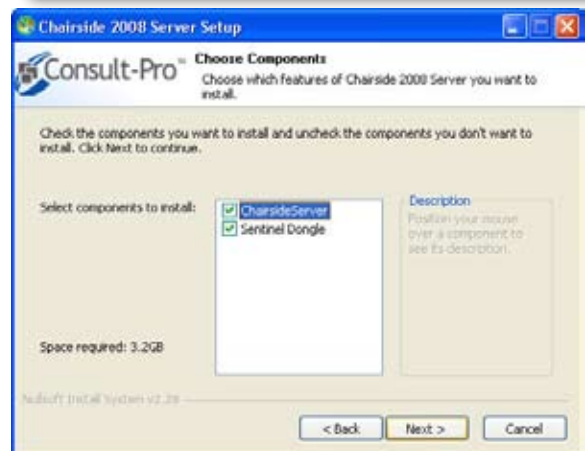 Chairside 2008 Server Setup
Consult-Pro™
Choose Components
Choose which features of Chairside 2008 Server you want to
install.
Check the components you want to install and uncheck the components you don't want to
install. Click Next to continue.
Select components to install:
ChairsideServer
Sentinel Dongle
Description
Position your mouse
over a component to
see its description.
Space required: 3.2GB
Nullsoft Install System v2.28
< Back
Next >
Cancel